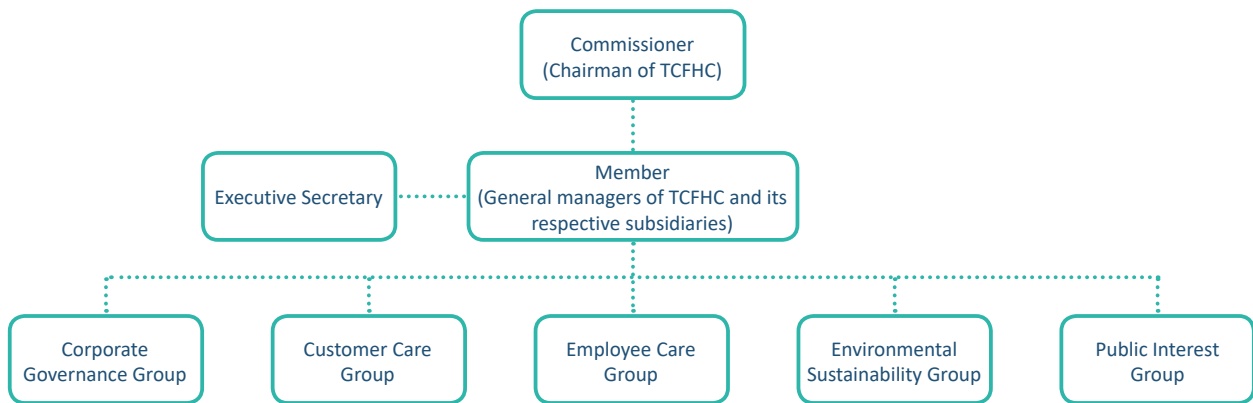 Commissioner
(Chairman of TCFHC)
Executive Secretary
Member
(General managers of TCFHC and its
respective subsidiaries)
Corporate
Governance Group
Customer Care
Group
Employee Care
Group
Environmental
Sustainability Group
Public Interest
Group